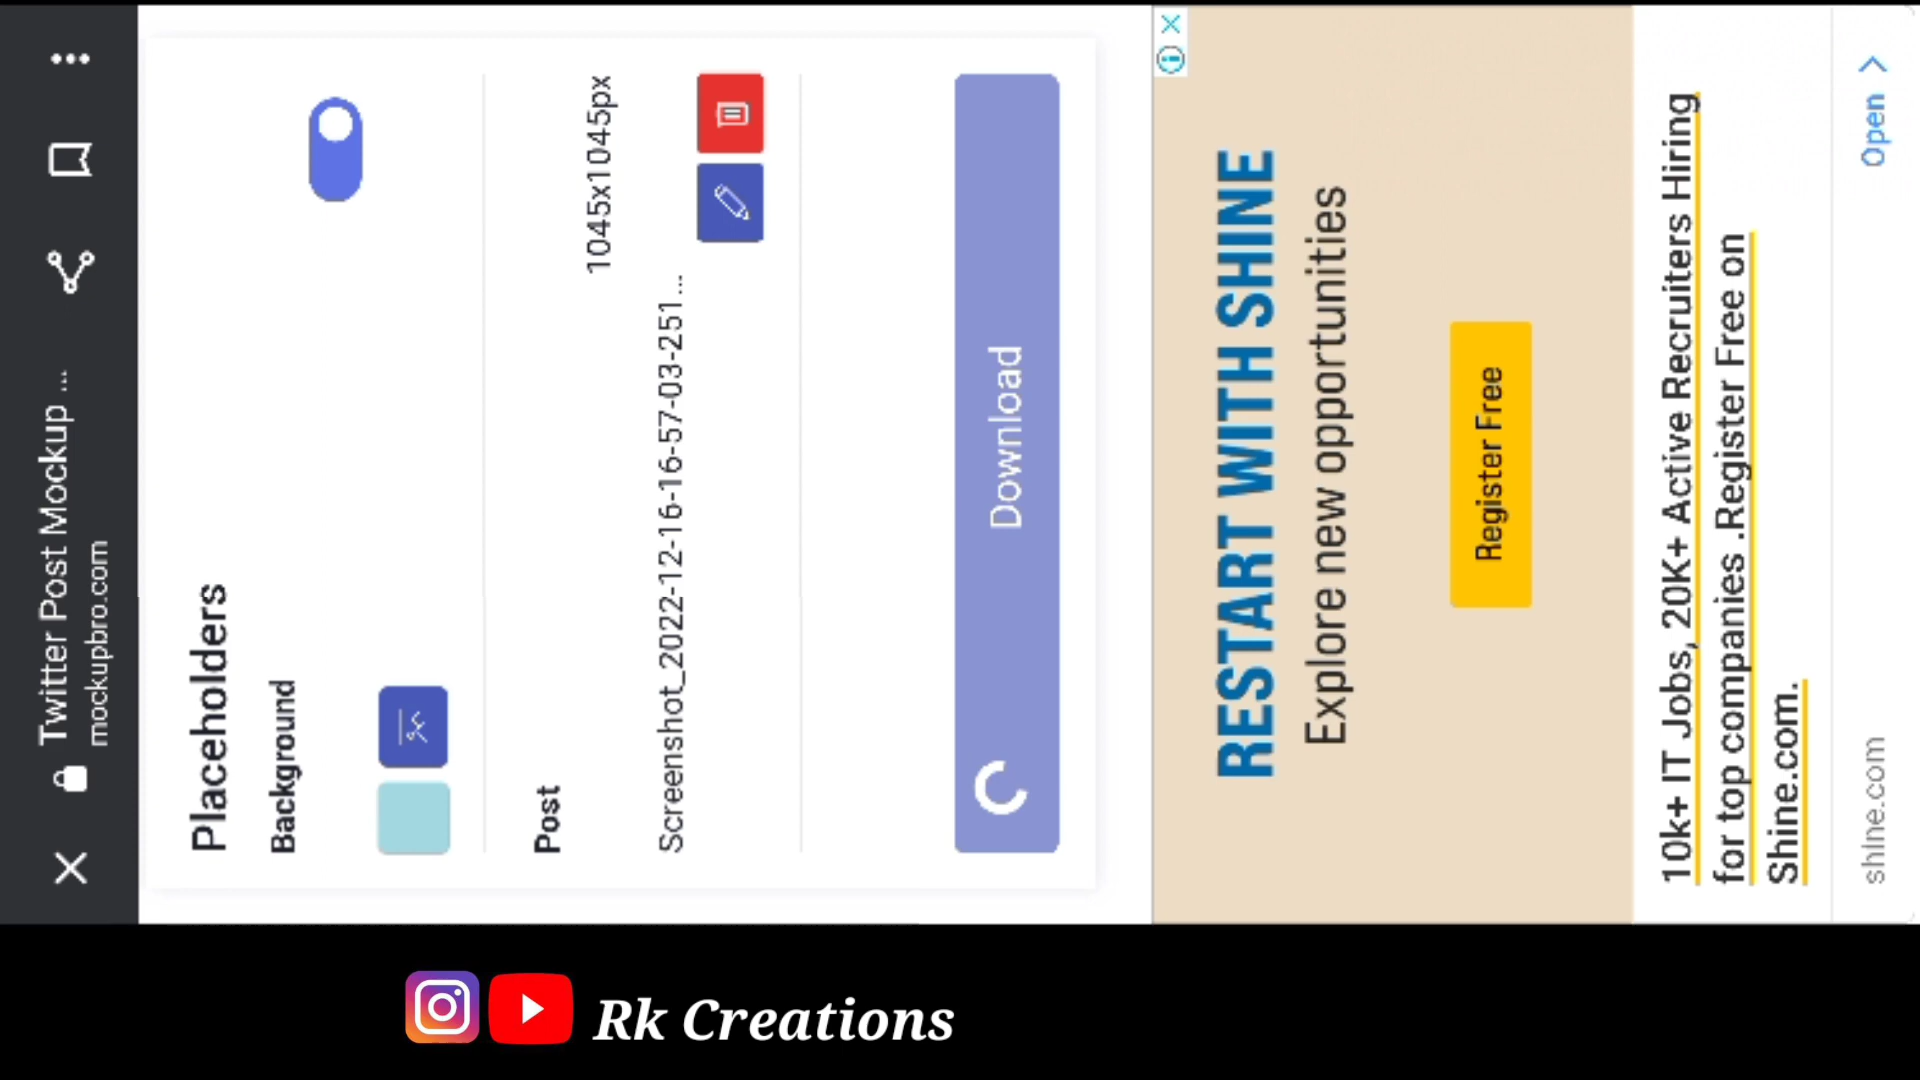 Twitter Post Mockup ...
mockupbro.com
Placeholders
Background
Post
1045x1045px
Screenshot_2022-12-16-16-57-03-251...
Download
RESTART WITH SHINE
Explore new opportunities
Register Free
10k+ IT Jobs, 20K+ Active Recruiters Hiring
for top companies .Register Free on
Shine.com.
shine.com
Open
Rk Creations